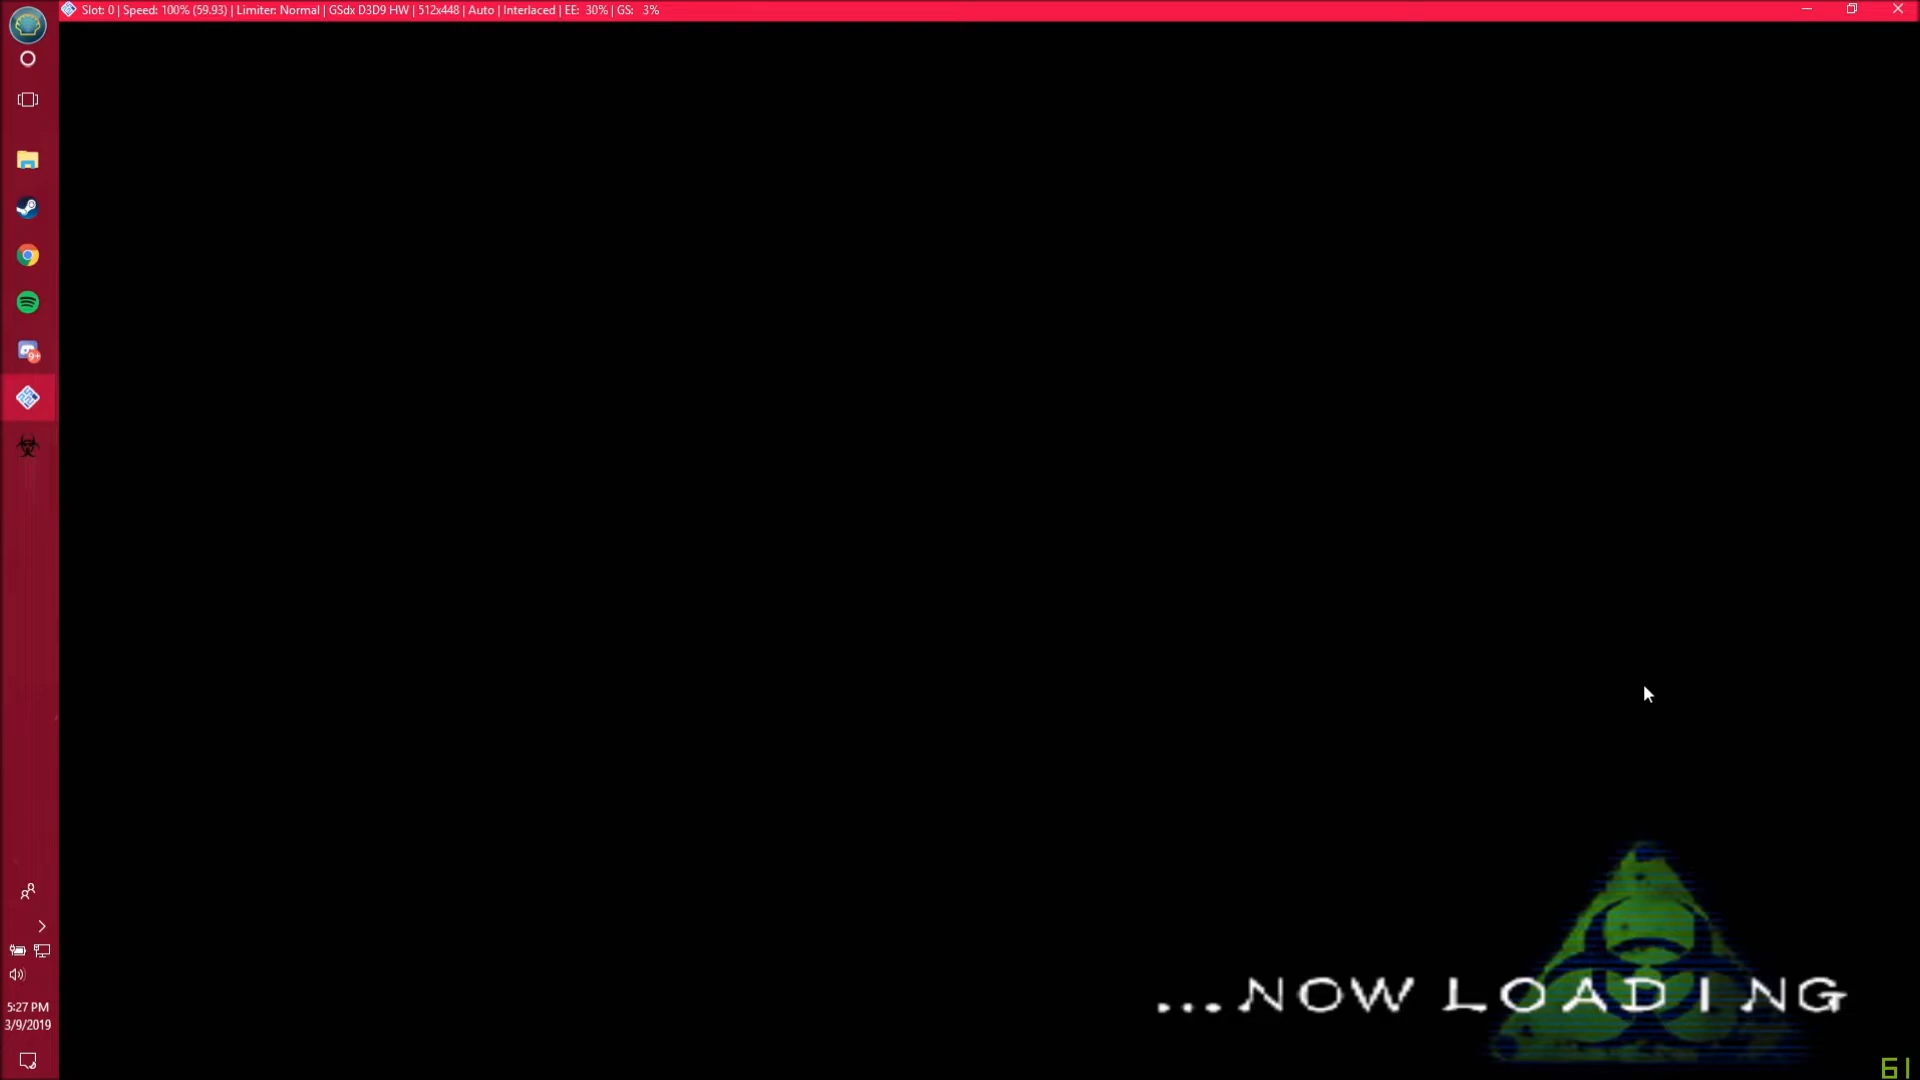 Slot: 0 | Speed: 100% (59.93) | Limiter: Normal | GSdx D3D9 HW | 512x448 | Auto | Interlaced | EE: 30% | GS: 3%
9+
5:27 PM
3/9/2019
...NOW LOADING
61